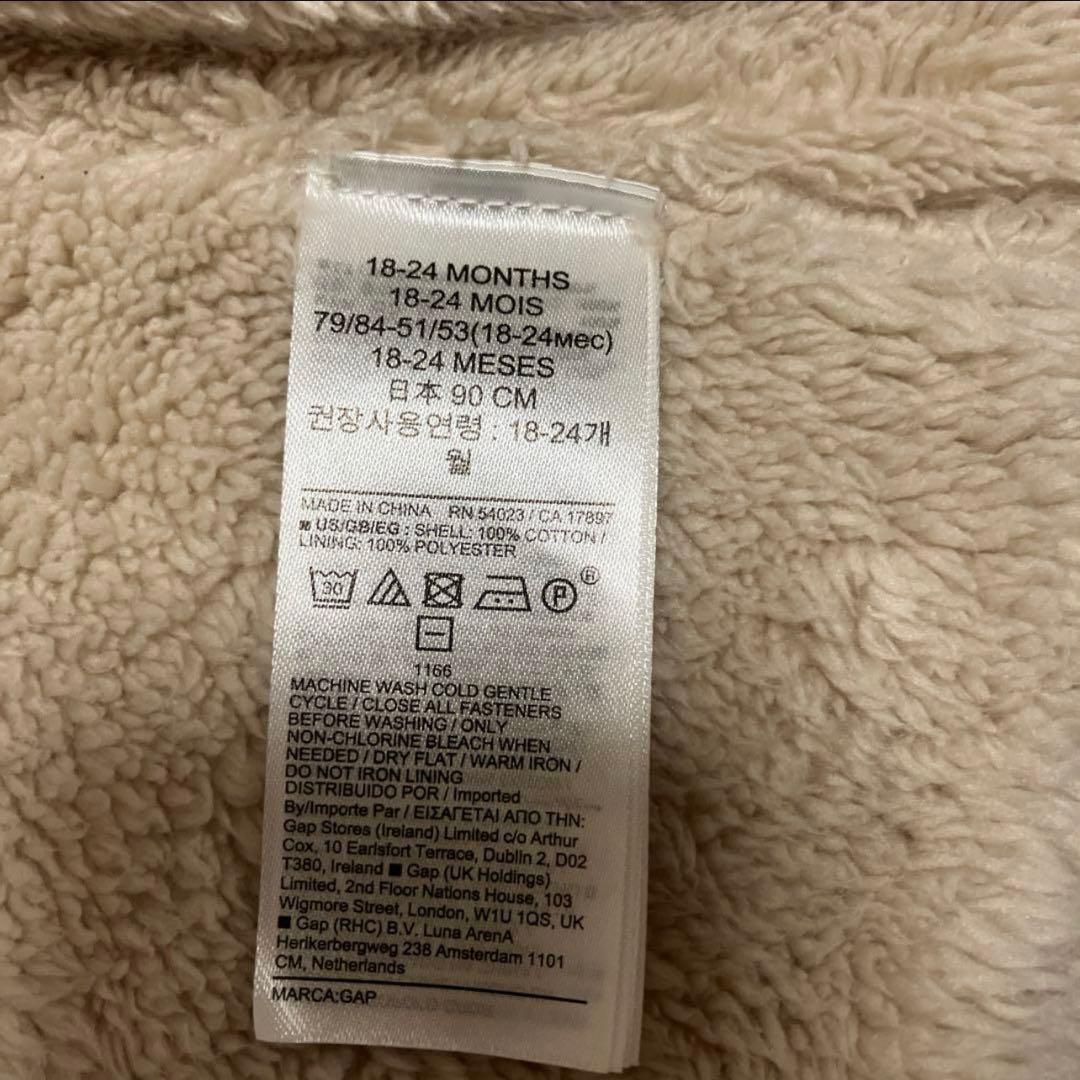 18-24 MONTHS
18-24 MOIS
79/84-51/53(18-24мес)
18-24 MESES
日本 90 CM
권장사용연령 : 18-24개
월
MADE IN CHINA RN 54023 / CA 17897
■ US/GB/EG : SHELL: 100% COTTON /
LINING: 100% POLYESTER
30
P
®
1166
MACHINE WASH COLD GENTLE
CYCLE / CLOSE ALL FASTENERS
BEFORE WASHING / ONLY
NON-CHLORINE BLEACH WHEN
NEEDED / DRY FLAT / WARM IRON /
DO NOT IRON LINING
DISTRIBUIDO POR / Imported
By/Importe Par / ΕΙΣΑΓΕΤΑΙ ΑΠΟ ΤΗΝ:
Gap Stores (Ireland) Limited c/o Arthur
Cox, 10 Earlsfort Terrace, Dublin 2, D02
T380, Ireland ■ Gap (UK Holdings)
Limited, 2nd Floor Nations House, 103
Wigmore Street, London, W1U 1QS, UK
■ Gap (RHC) B.V. Luna ArenA
Herikerbergweg 238 Amsterdam 1101
CM, Netherlands
MARCA:GAP